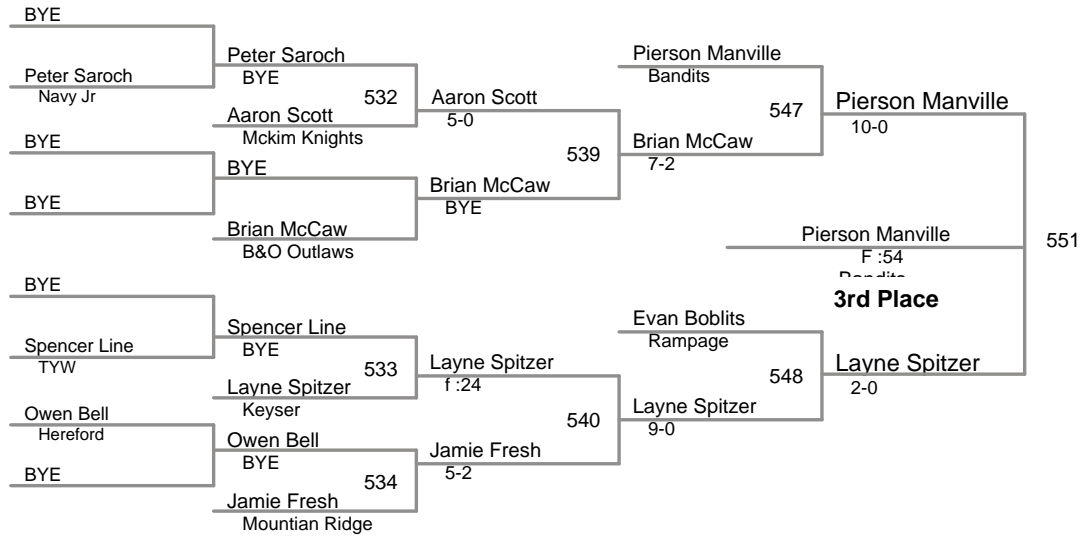 BYE
Peter Saroch
Navy Jr
BYE
BYE
BYE
Spencer Line
TYW
Owen Bell
Hereford
BYE
Peter Saroch
BYE
532
Aaron Scott
Mckim Knights
BYE
Brian McCaw
B&O Outlaws
Spencer Line
BYE
533
Layne Spitzer
Keyser
Owen Bell
BYE
534
Jamie Fresh
Mountian Ridge
Aaron Scott
5-0
539
Brian McCaw
BYE
Layne Spitzer
f :24
540
Jamie Fresh
5-2
Pierson Manville
Bandits
547
Brian McCaw
7-2
Evan Boblits
Rampage
548
Layne Spitzer
9-0
Pierson Manville
10-0
Pierson Manville
F :54
Bandits
3rd Place
551
Layne Spitzer
2-0